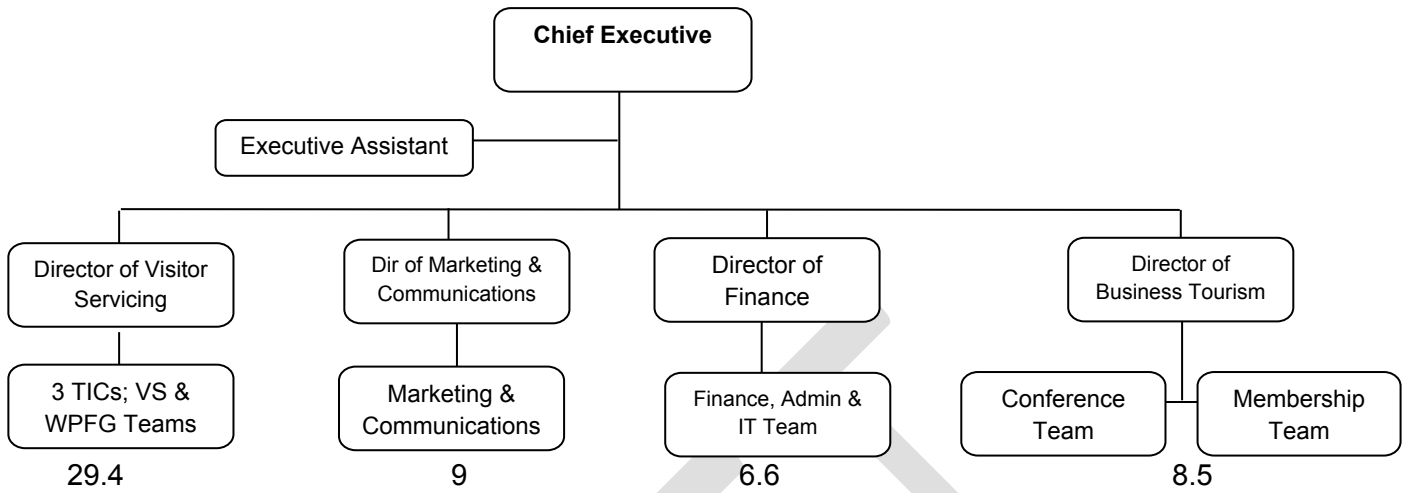 Chief Executive
Executive Assistant
Director of Visitor
Servicing
Dir of Marketing &
Communications
Director of
Finance
Director of
Business Tourism
3 TICs; VS &
WPFG Teams
Marketing &
Communications
Finance, Admin &
IT Team
Conference
Team
Membership
Team
29.4
9
6.6
8.5